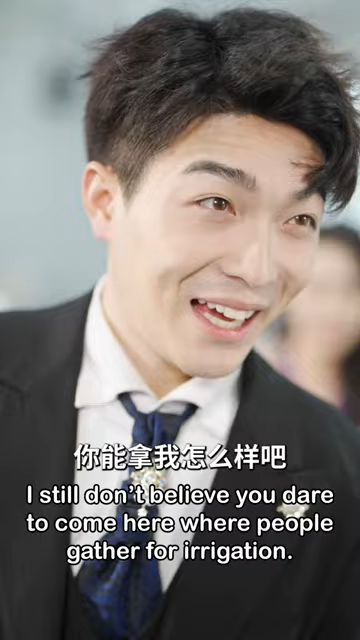 你能拿我怎么样吧
I still don't believe you dare
to come here where people
gather for irrigation.